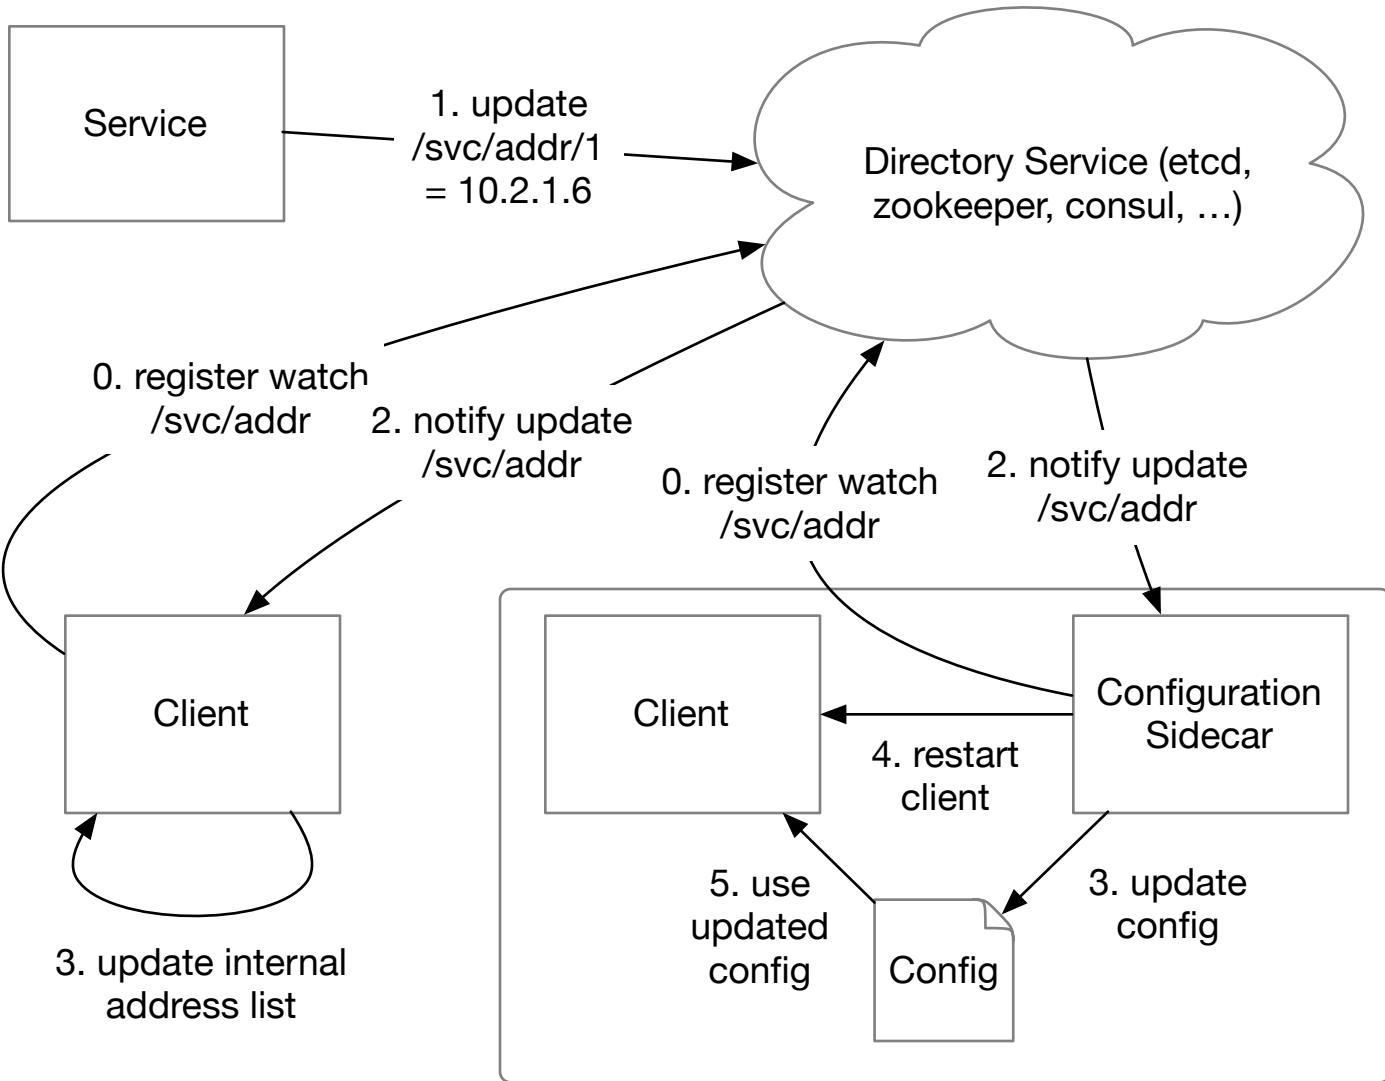 Service
1. update
/svc/addr/1
= 10.2.1.6
Directory Service (etcd,
zookeeper, consul, …)
0. register watch
/svc/addr
2. notify update
/svc/addr
0. register watch
/svc/addr
2. notify update
/svc/addr
Client
Client
Configuration
Sidecar
4. restart
client
5. use
updated
config
3. update
config
Config
3. update internal
address list